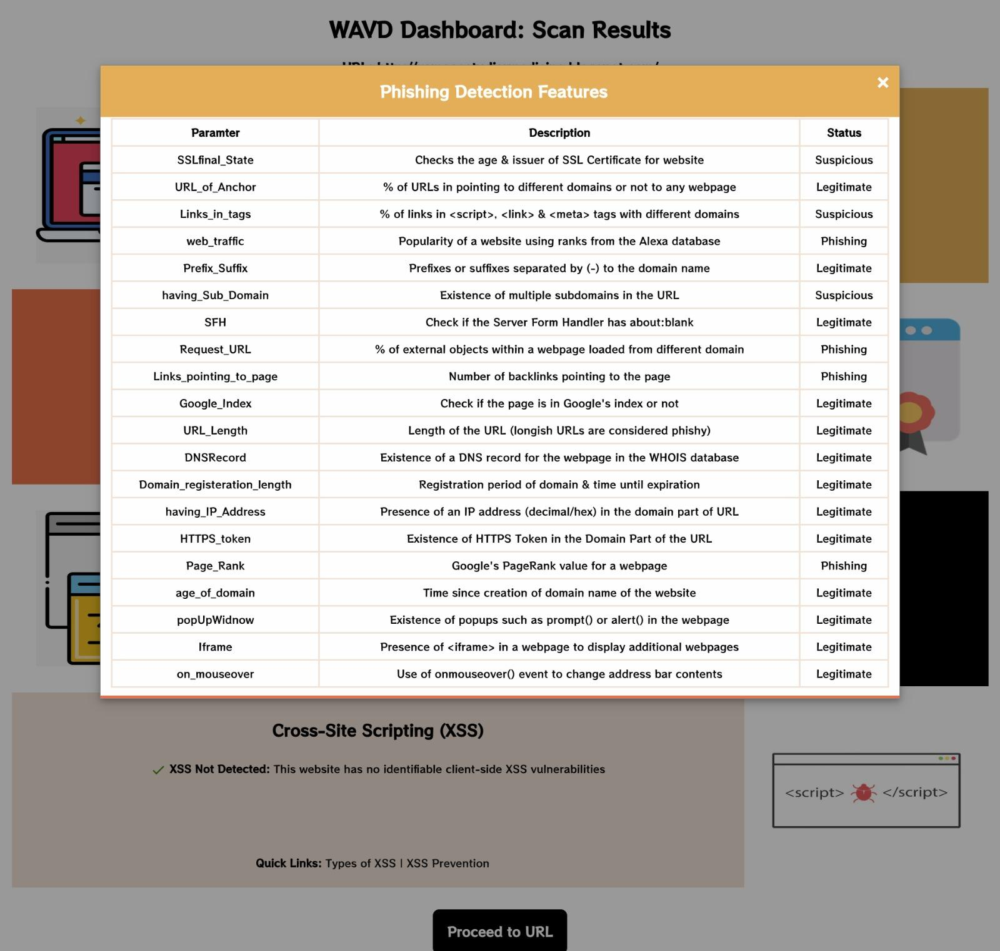 WAVD Dashboard: Scan Results
Phishing Detection Features
Paramter Description Status
SSLfinal_State Checks the age & issuer of SSL Certificate for website Suspicious
URL_of_Anchor % of URLs in pointing to different domains or not to any webpage Legitimate
Links_in_tags % of links in <script>, <link> & <meta> tags with different domains Suspicious
web_traffic Popularity of a website using ranks from the Alexa database Phishing
Prefix_Suffix Prefixes or suffixes separated by (-) to the domain name Legitimate
having_Sub_Domain Existence of multiple subdomains in the URL Suspicious
SFH Check if the Server Form Handler has about:blank Legitimate
Request_URL % of external objects within a webpage loaded from different domain Phishing
Links_pointing_to_page Number of backlinks pointing to the page Phishing
Google_Index Check if the page is in Google's index or not Legitimate
URL_Length Length of the URL (longish URLs are considered phishy) Legitimate
DNSRecord Existence of a DNS record for the webpage in the WHOIS database Legitimate
Domain_registeration_length Registration period of domain & time until expiration Legitimate
having_IP_Address Presence of an IP address (decimal/hex) in the domain part of URL Legitimate
HTTPS_token Existence of HTTPS Token in the Domain Part of the URL Legitimate
Page_Rank Google's PageRank value for a webpage Phishing
age_of_domain Time since creation of domain name of the website Legitimate
popUpWidnow Existence of popups such as prompt() or alert() in the webpage Legitimate
Iframe Presence of <iframe> in a webpage to display additional webpages Legitimate
on_mouseover Use of onmouseover() event to change address bar contents Legitimate
Cross-Site Scripting (XSS)
XSS Not Detected: This website has no identifiable client-side XSS vulnerabilities
<script> </script>
Quick Links: Types of XSS | XSS Prevention
Proceed to URL